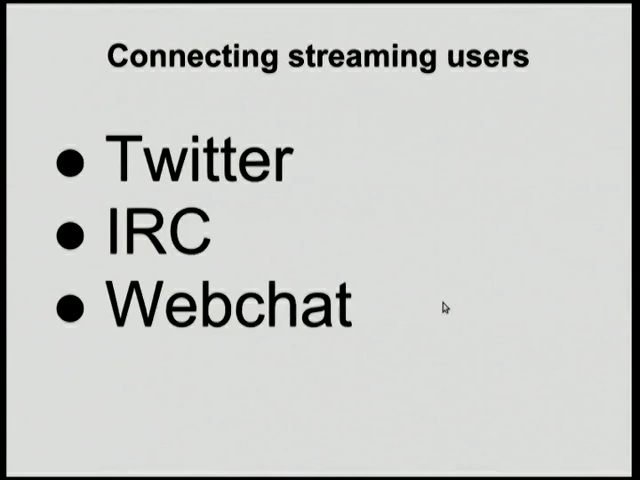 Connecting streaming users
● Twitter
● IRC
● Webchat